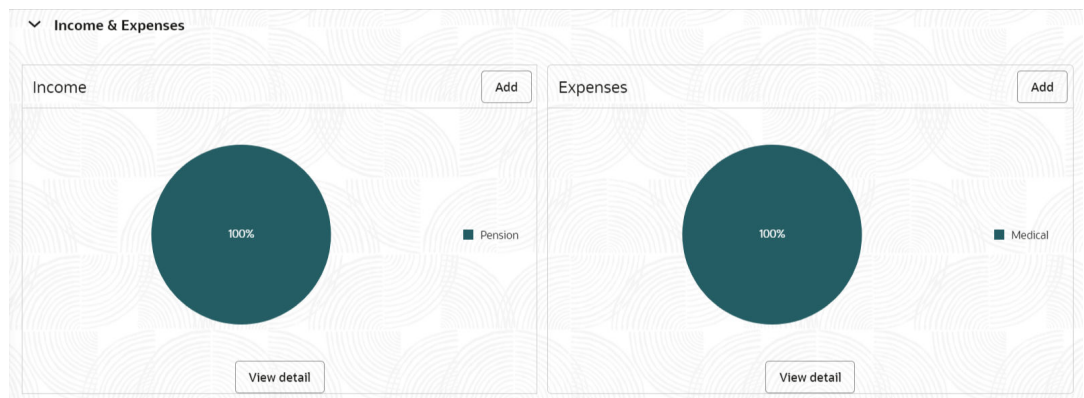 Income & Expenses
Income
Add
100%
Pension
View detail
Expenses
Add
100%
Medical
View detail